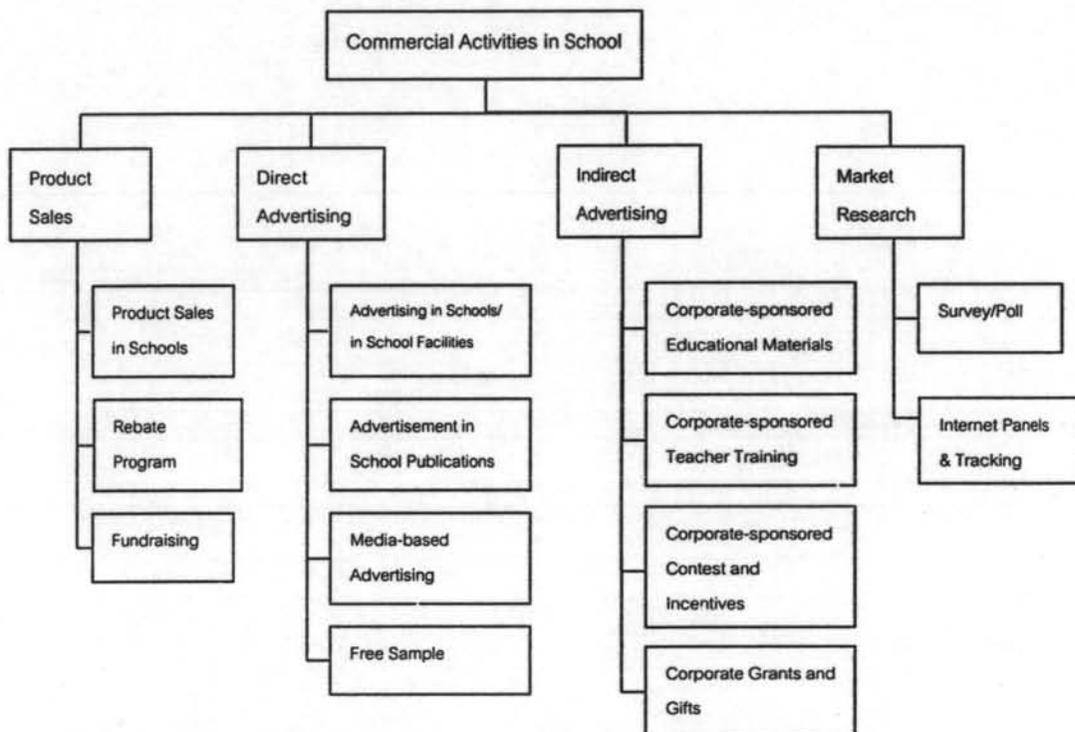 Commercial Activities in School
Product
Sales
Direct
Advertising
Indirect
Advertising
Market
Research
Product Sales
in Schools
Rebate
Program
Fundraising
Advertising in Schools/
in School Facilities
Advertisement in
School Publications
Media-based
Advertising
Free Sample
Corporate-sponsored
Educational Materials
Corporate-sponsored
Teacher Training
Corporate-sponsored
Contest and
Incentives
Corporate Grants and
Gifts
Survey/Poll
Internet Panels
& Tracking